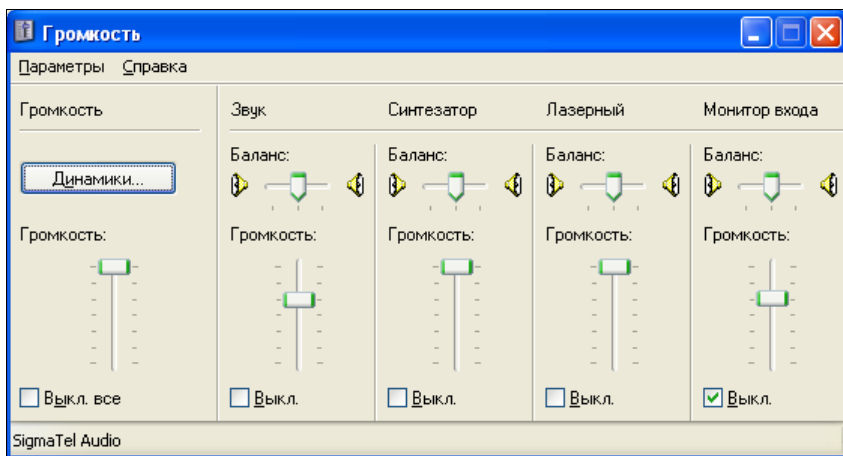 Громкость
Параметры Справка
Громкость Звук Синтезатор Лазерный Монитор входа
Баланс: Баланс: Баланс: Баланс:
Динамики...
Громкость: Громкость: Громкость: Громкость: Громкость:
Выкл. все Выкл. Выкл. Выкл. Выкл.
SigmaTel Audio